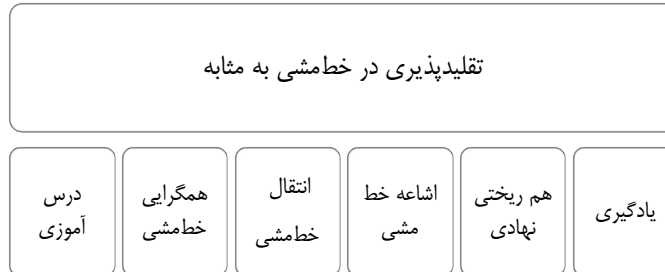 تقلیدپذیری در خط‌مشی به مثابه
یادگیری
هم ریختی
نهادی
اشاعه خط
مشی
انتقال
خط‌مشی
همگرایی
خط‌مشی
درس
آموزی